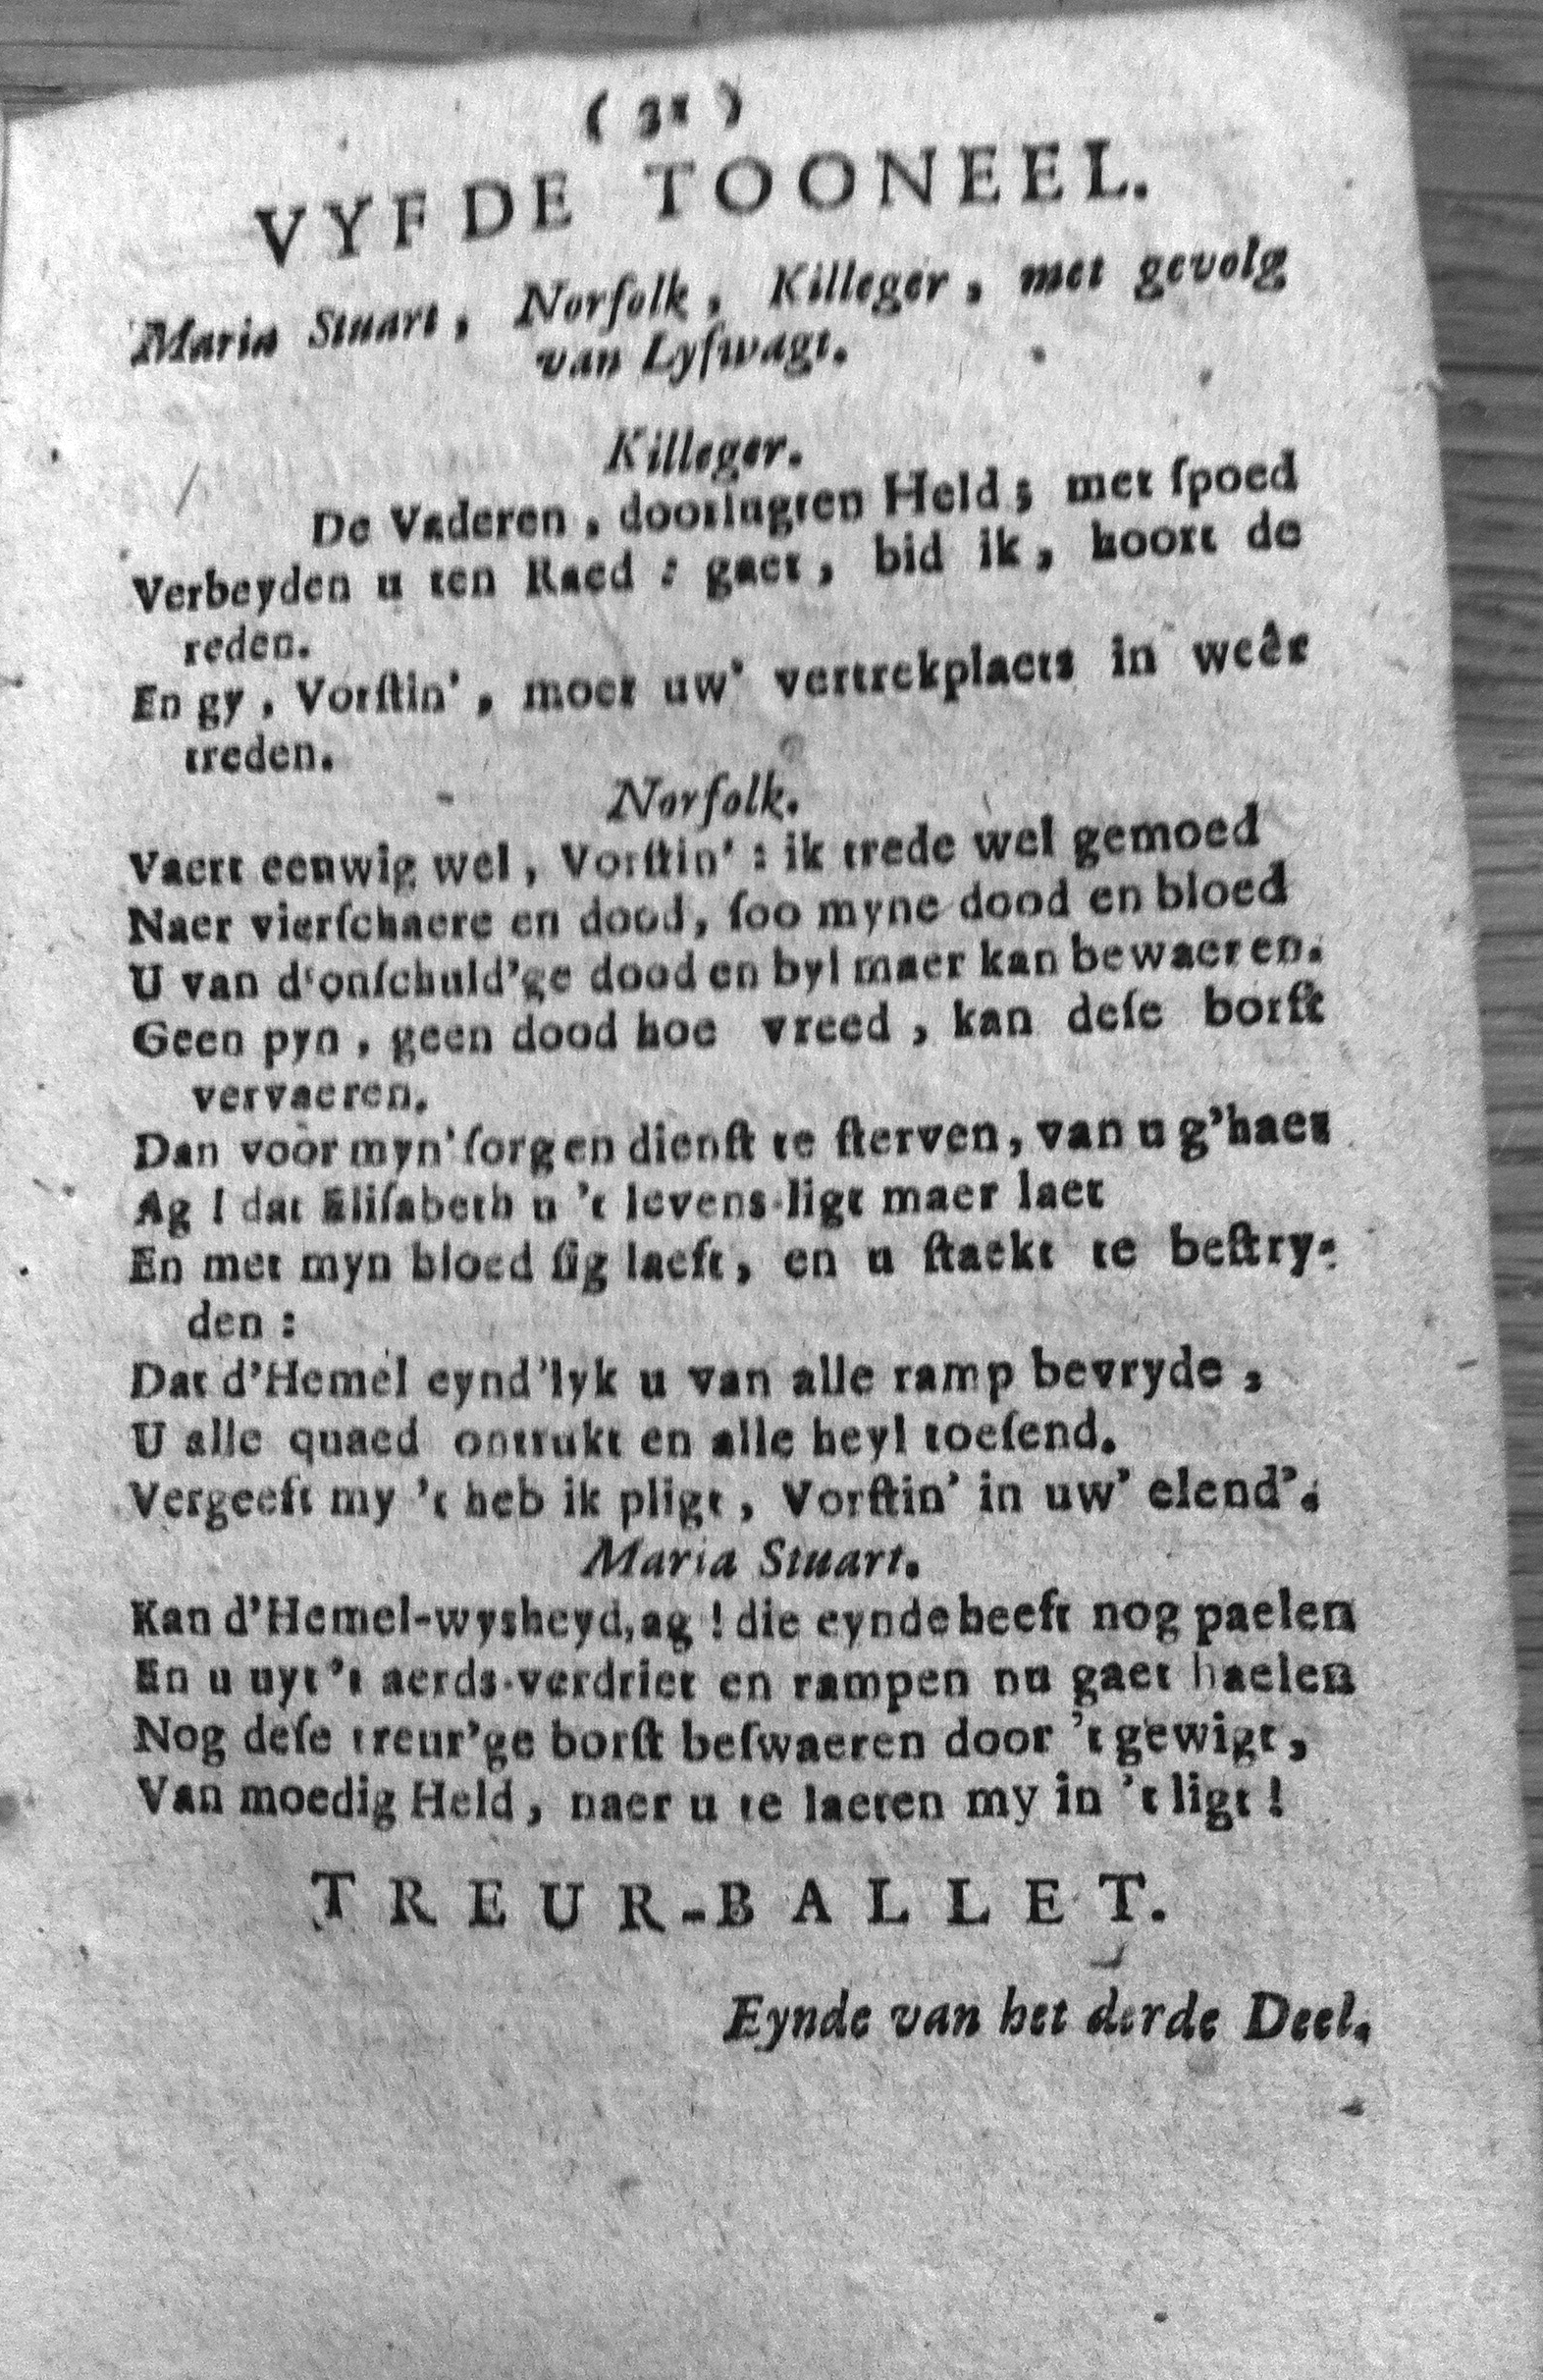 ( 31 )
VYFDE TOONEEL.
Maria Stuart, Norfolk, Killeger, met gevolg
van Lyfwagt.
Killeger.
De Vaderen, doorlugten Held; met ſpoed
Verbeyden u ten Raed: gaet, bid ik, hoort de
reden.
En gy, Vorſtin', moet uw' vertrekplaets in weêr
treden.
Norfolk.
Vaert eeuwig wel, Vorſtin': ik trede wel gemoed
Naer vierſchaere en dood, ſoo myne dood en bloed
U van d'onſchuld'ge dood en byl maer kan bewaeren.
Geen pyn, geen dood hoe vreed, kan deſe borſt
vervaeren.
Dan voor myn' ſorg en dienſt te ſterven, van u g'haet
Ag! dat Eliſabeth u 't levens-ligt maer laet
En met myn bloed ſig laeft, en u ſtaekt te beſtry-
den:
Dat d'Hemel eynd'lyk u van alle ramp bevryde,
U alle quaed ontrukt en alle heyl toeſend.
Vergeeft my 't heb ik pligt, Vorſtin' in uw' elend'.
Maria Stuart.
Kan d'Hemel-wysheyd, ag! die eynde heeft nog paelen
En u uyt 't aerds-verdriet en rampen nu gaet haelen
Nog deſe treur'ge borſt beſwaeren door 't gewigt,
Van moedig Held, naer u te laeten my in 't ligt!
TREUR-BALLET.
Eynde van het derde Deel.